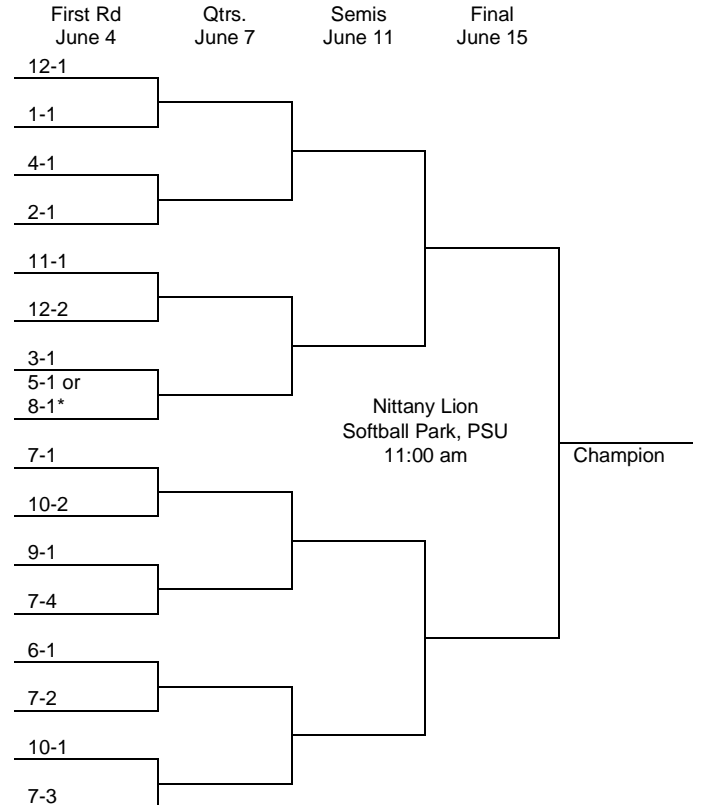 First Rd Qtrs. Semis Final
June 4 June 7 June 11 June 15
12-1
1-1
4-1
2-1
11-1
12-2
3-1
5-1 or
8-1*
Nittany Lion
Softball Park, PSU
11:00 am
Champion
7-1
10-2
9-1
7-4
6-1
7-2
10-1
7-3